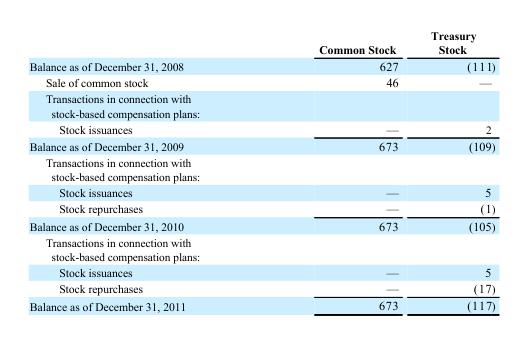 Common Stock Treasury Stock
Balance as of December 31, 2008 627 (111)
Sale of common stock 46 —
Transactions in connection with
stock-based compensation plans:
Stock issuances — 2
Balance as of December 31, 2009 673 (109)
Transactions in connection with
stock-based compensation plans:
Stock issuances — 5
Stock repurchases — (1)
Balance as of December 31, 2010 673 (105)
Transactions in connection with
stock-based compensation plans:
Stock issuances — 5
Stock repurchases — (17)
Balance as of December 31, 2011 673 (117)